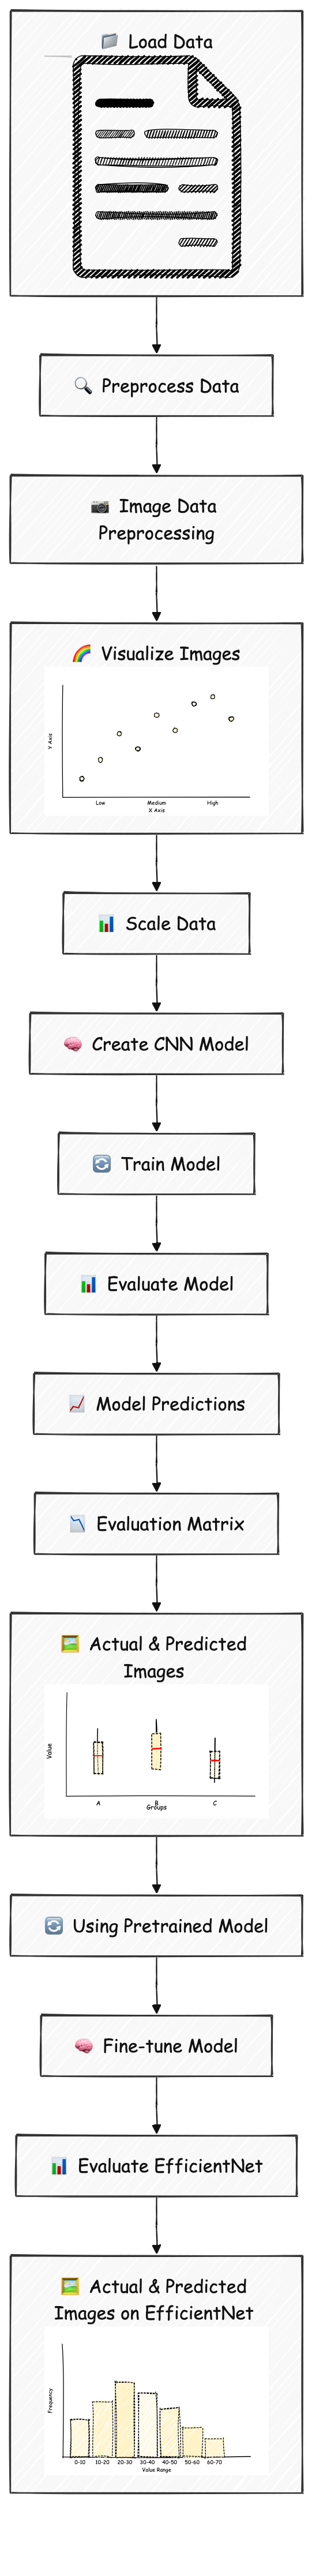 Load Data
Preprocess Data
Image Data
Preprocessing
Visualize Images
Y Axis
Low Medium High
X Axis
Scale Data
Create CNN Model
Train Model
Evaluate Model
Model Predictions
Evaluation Matrix
Actual & Predicted
Images
Value
A B C
Groups
Using Pretrained Model
Fine-tune Model
Evaluate EfficientNet
Actual & Predicted
Images on EfficientNet
Frequency
0-10 10-20 20-30 30-40 40-50 50-60 60-70
Value Range